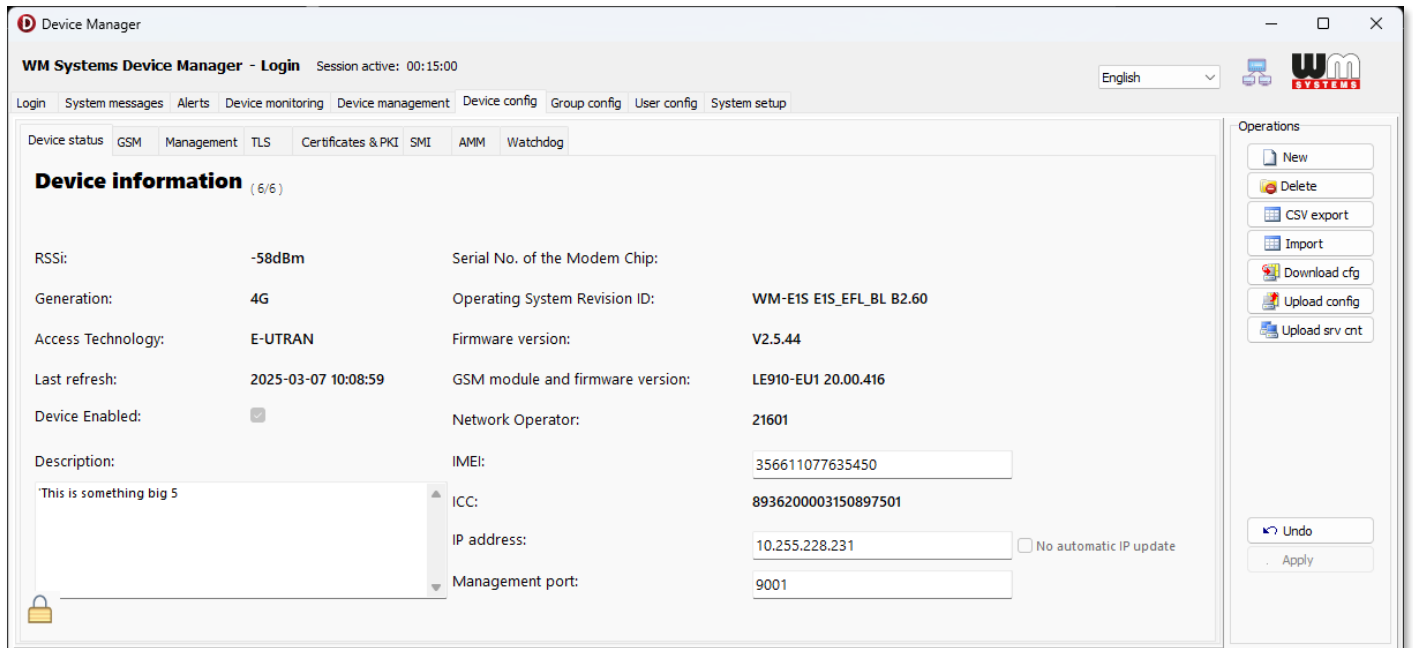 Device Manager
WM Systems Device Manager - Login Session active: 00:15:00
English
WM SYSTEMS
Login System messages Alerts Device monitoring Device management Device config Group config User config System setup
Device status GSM Management TLS Certificates & PKI SMI AMM Watchdog
Device information ( 6/6 )
RSSi: -58dBm Serial No. of the Modem Chip:
Generation: 4G Operating System Revision ID: WM-E1S E1S_EFL_BL B2.60
Access Technology: E-UTRAN Firmware version: V2.5.44
Last refresh: 2025-03-07 10:08:59 GSM module and firmware version: LE910-EU1 20.00.416
Device Enabled: Network Operator: 21601
Description: IMEI: 356611077635450
'This is something big 5
ICC: 8936200003150897501
IP address: 10.255.228.231 No automatic IP update
Management port: 9001
Operations
New
Delete
CSV export
Import
Download cfg
Upload config
Upload srv cnt
Undo
. Apply